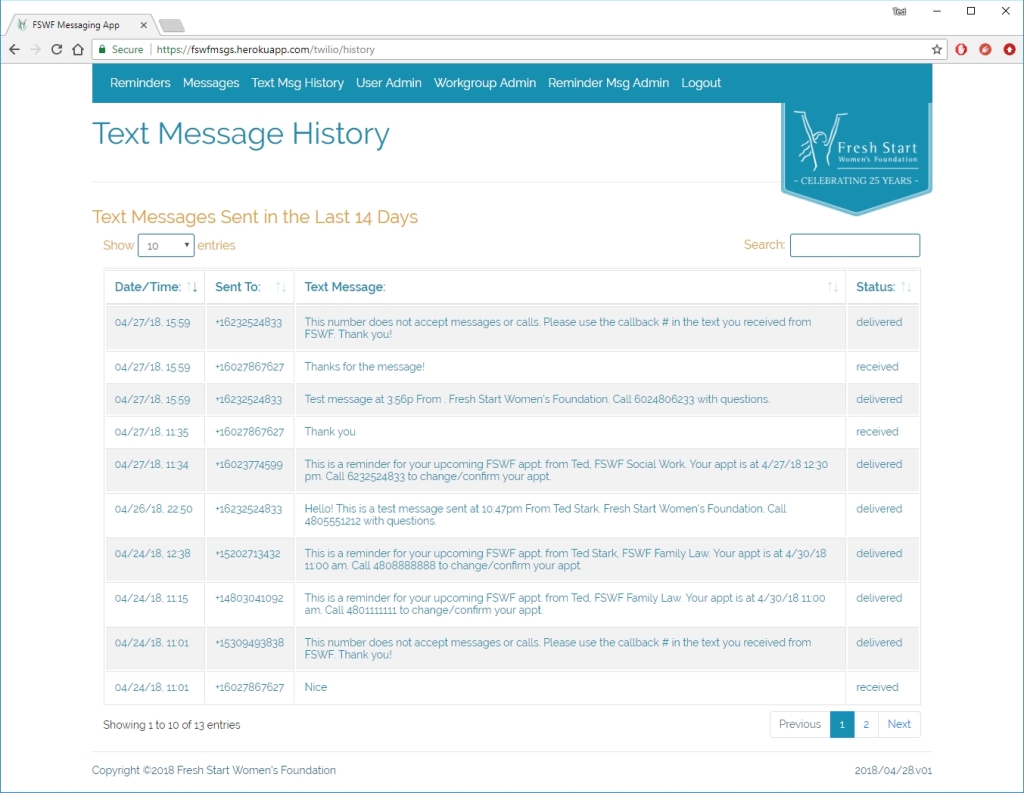 FSWF Messaging App
Ted
Secure https://fswfmsgs.herokuapp.com/twilio/history
Reminders Messages Text Msg History User Admin Workgroup Admin Reminder Msg Admin Logout
Text Message History
Fresh Start
Women's Foundation
- CELEBRATING 25 YEARS -
Text Messages Sent in the Last 14 Days
Show 10 entries
Search:
Date/Time: Sent To: Text Message: Status:
04/27/18, 15:59 +16232524833 This number does not accept messages or calls. Please use the callback # in the text you received from delivered
FSWF. Thank you!
04/27/18, 15:59 +16027867627 Thanks for the message! received
04/27/18, 15:59 +16232524833 Test message at 3:56p From . Fresh Start Women's Foundation. Call 6024806233 with questions. delivered
04/27/18, 11:35 +16027867627 Thank you received
04/27/18, 11:34 +16023774599 This is a reminder for your upcoming FSWF appt. from Ted, FSWF Social Work. Your appt is at 4/27/18 12:30 delivered
pm. Call 6232524833 to change/confirm your appt.
04/26/18, 22:50 +16232524833 Hello! This is a test message sent at 10:47pm From Ted Stark. Fresh Start Women's Foundation. Call delivered
4805551212 with questions.
04/24/18, 12:38 +15202713432 This is a reminder for your upcoming FSWF appt. from Ted Stark, FSWF Family Law. Your appt is at 4/30/18 delivered
11:00 am. Call 4808888888 to change/confirm your appt.
04/24/18, 11:15 +14803041092 This is a reminder for your upcoming FSWF appt. from Ted, FSWF Family Law. Your appt is at 4/30/18 11:00 delivered
am. Call 4801111111 to change/confirm your appt.
04/24/18, 11:01 +15309493838 This number does not accept messages or calls. Please use the callback # in the text you received from delivered
FSWF. Thank you!
04/24/18, 11:01 +16027867627 Nice received
Showing 1 to 10 of 13 entries
Previous 1 2 Next
Copyright ©2018 Fresh Start Women's Foundation
2018/04/28.v01